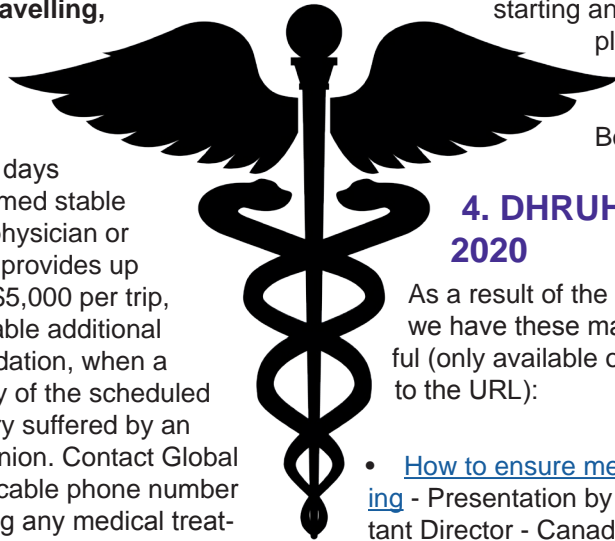 avelling,
days
med stable
hysician or
provides up
$5,000 per trip,
able additional
dation, when a
y of the scheduled
ry suffered by an
nion. Contact Global
cable phone number
g any medical treat-
starting an
pl
Be
4. DHRUH
2020
As a result of the
we have these ma
ful (only available o
to the URL):
• How to ensure me
ing - Presentation by
tant Director - Canad